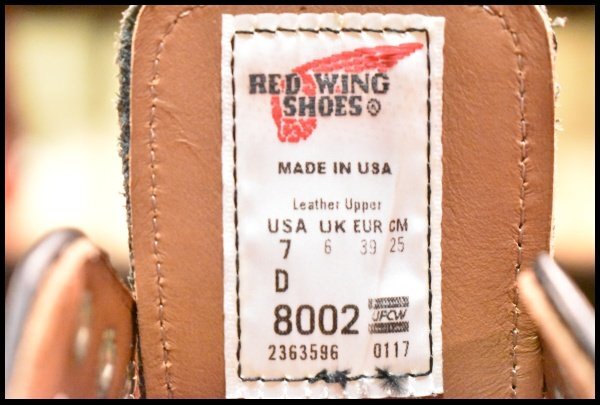 RED WING
SHOES ®
MADE IN USA
Leather Upper
USA UK EUR CM
7 6 39 25
D
8002 UFCW
2363596 0117